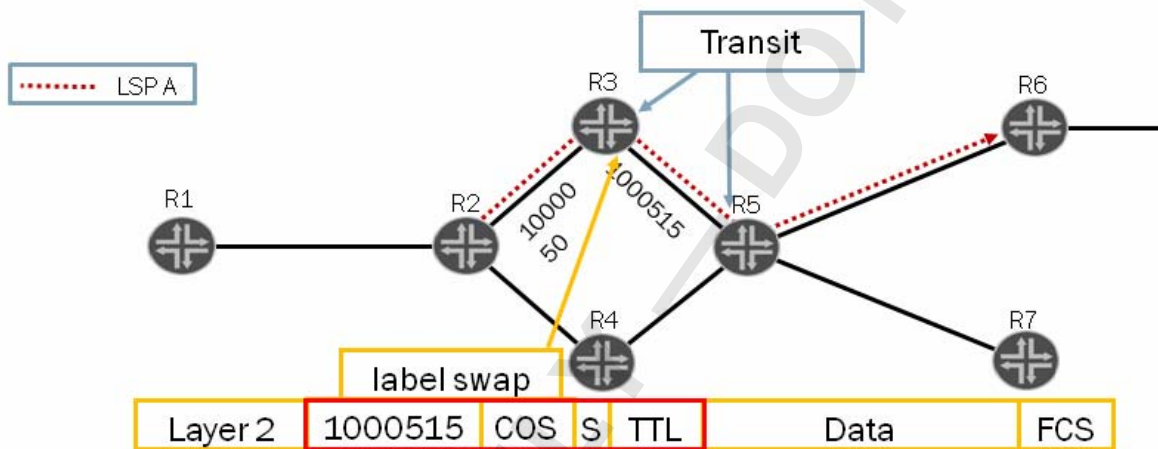 Transit
LSP A
R3
R6
R1
R2
10000
50
1000515
R5
R4
R7
label swap
Layer 2 1000515 COS S TTL Data FCS